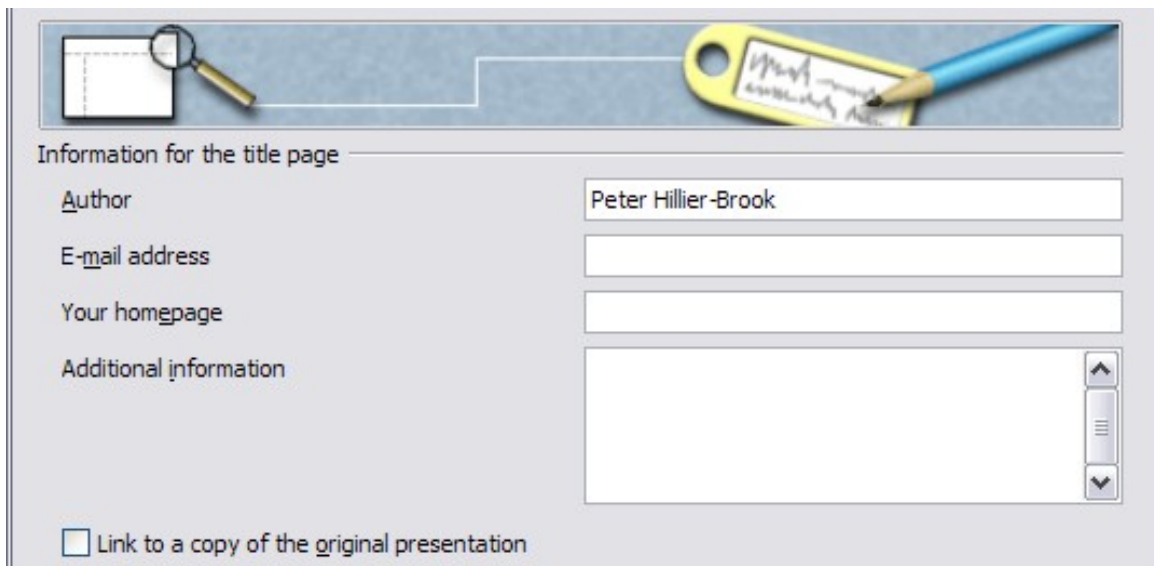 Information for the title page
Author Peter Hillier-Brook
E-mail address
Your homepage
Additional information
Link to a copy of the original presentation